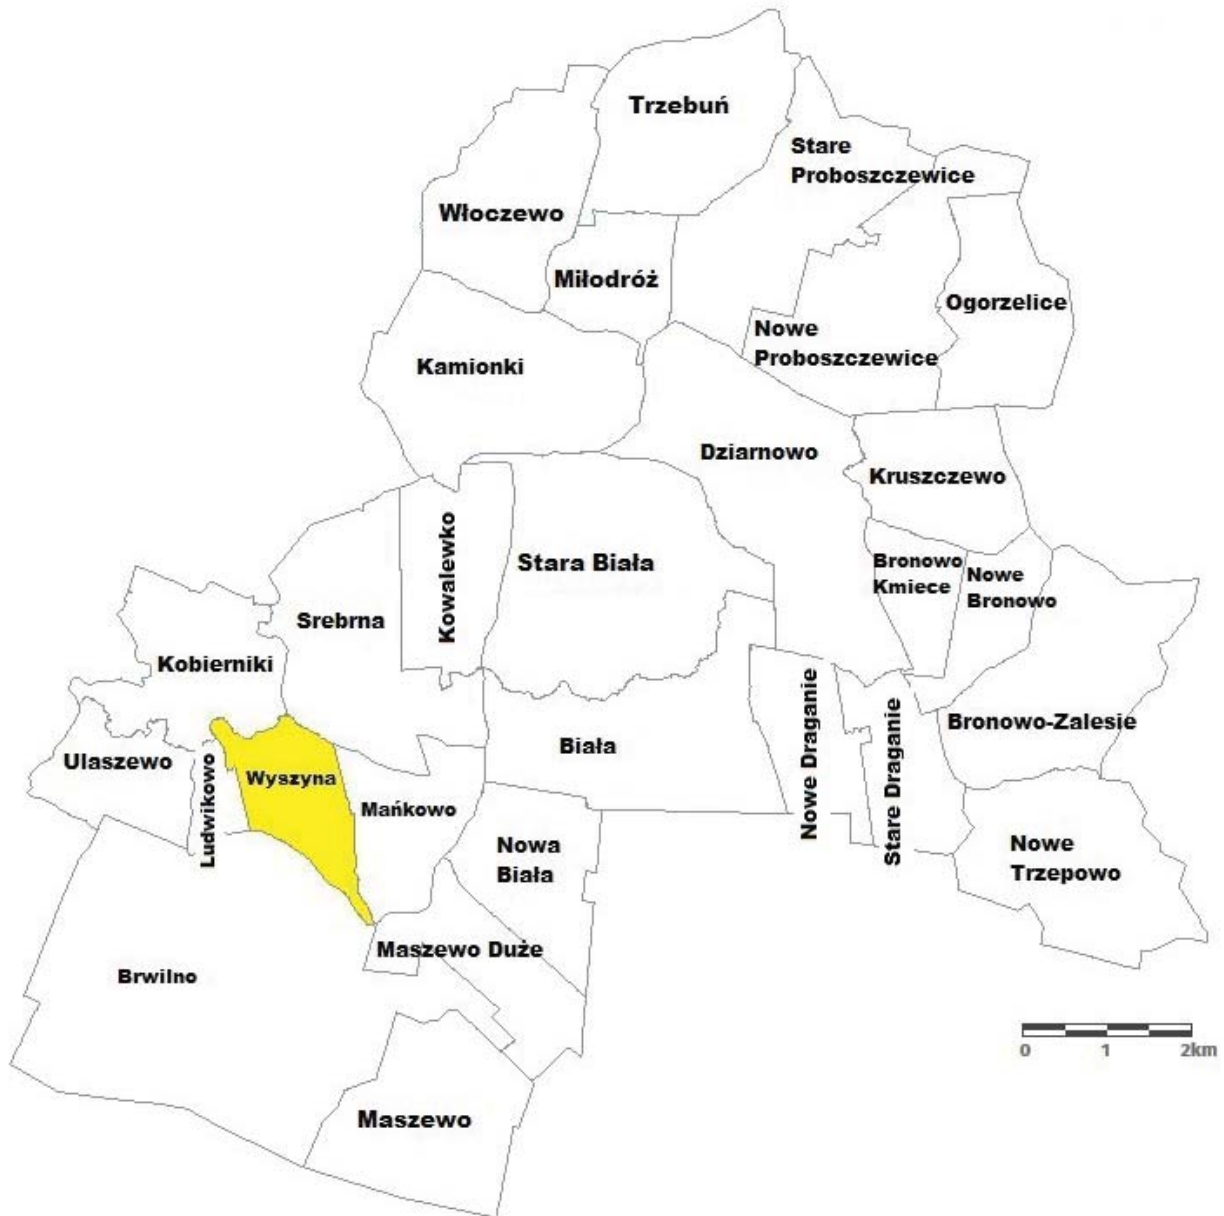 Trzebuń
Stare
Proboszczewice
Włoczewo
Miłodróż
Ogorzelice
Nowe
Proboszczewice
Kamionki
Dziarnowo
Kruszczewo
Kowalewko
Stara Biała
Bronowo
Kmiece
Nowe
Bronowo
Srebrna
Kobierniki
Nowe Draganie
Stare Draganie
Bronowo-Zalesie
Biała
Ulaszewo
Ludwikowo
Wyszyna
Mańkowo
Nowa
Biała
Nowe
Trzepowo
Maszewo Duże
Brwilno
0 1 2km
Maszewo